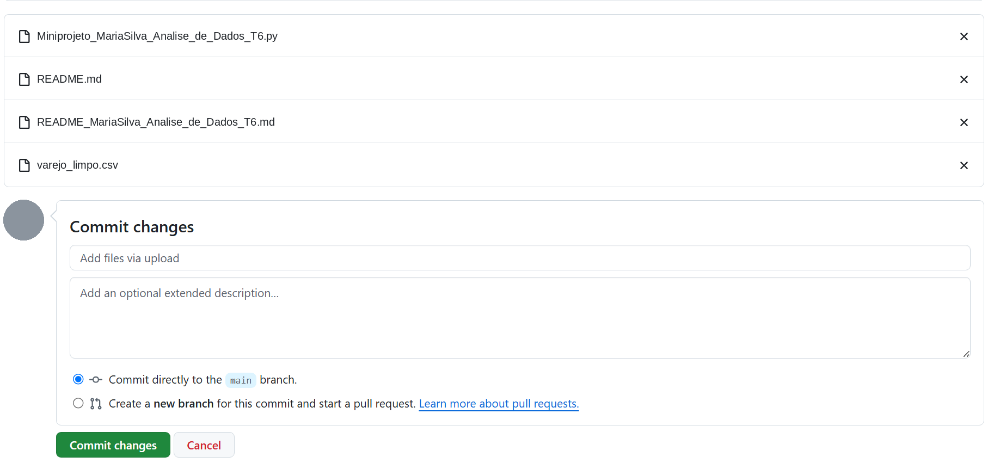 Miniprojeto_MariaSilva_Analise_de_Dados_T6.py
README.md
README_MariaSilva_Analise_de_Dados_T6.md
varejo_limpo.csv
Commit changes
Add files via upload
Add an optional extended description...
Commit directly to the main branch.
Create a new branch for this commit and start a pull request. Learn more about pull requests.
Commit changes
Cancel